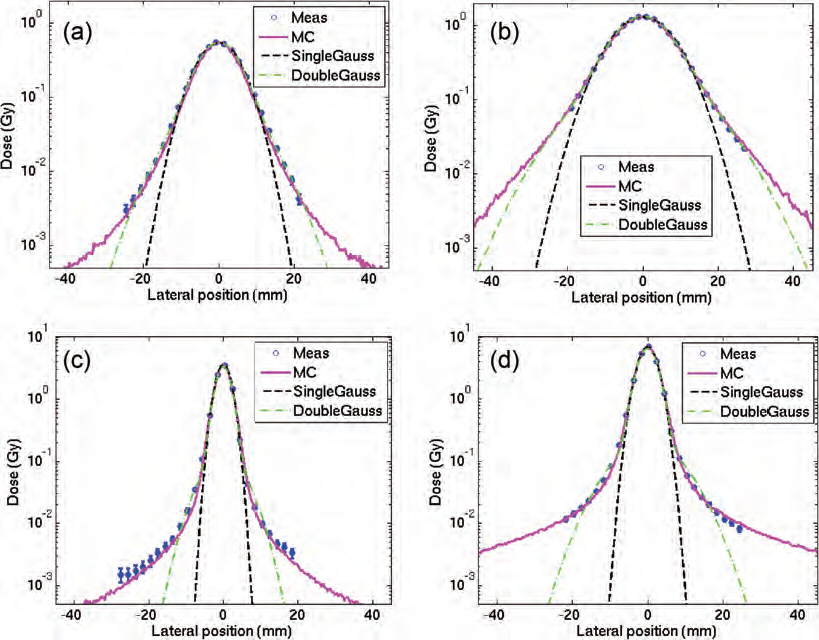 (a)
Meas
MC
SingleGauss
DoubleGauss
10^0
10^-1
10^-2
10^-3
Dose (Gy)
-40 -20 0 20 40
Lateral position (mm)
(b)
Meas
MC
SingleGauss
DoubleGauss
10^0
10^-1
10^-2
10^-3
Dose (Gy)
-40 -20 0 20 40
Lateral position (mm)
(c)
Meas
MC
SingleGauss
DoubleGauss
10^1
10^0
10^-1
10^-2
10^-3
Dose (Gy)
-40 -20 0 20 40
Lateral position (mm)
(d)
Meas
MC
SingleGauss
DoubleGauss
10^1
10^0
10^-1
10^-2
10^-3
Dose (Gy)
-40 -20 0 20 40
Lateral position (mm)